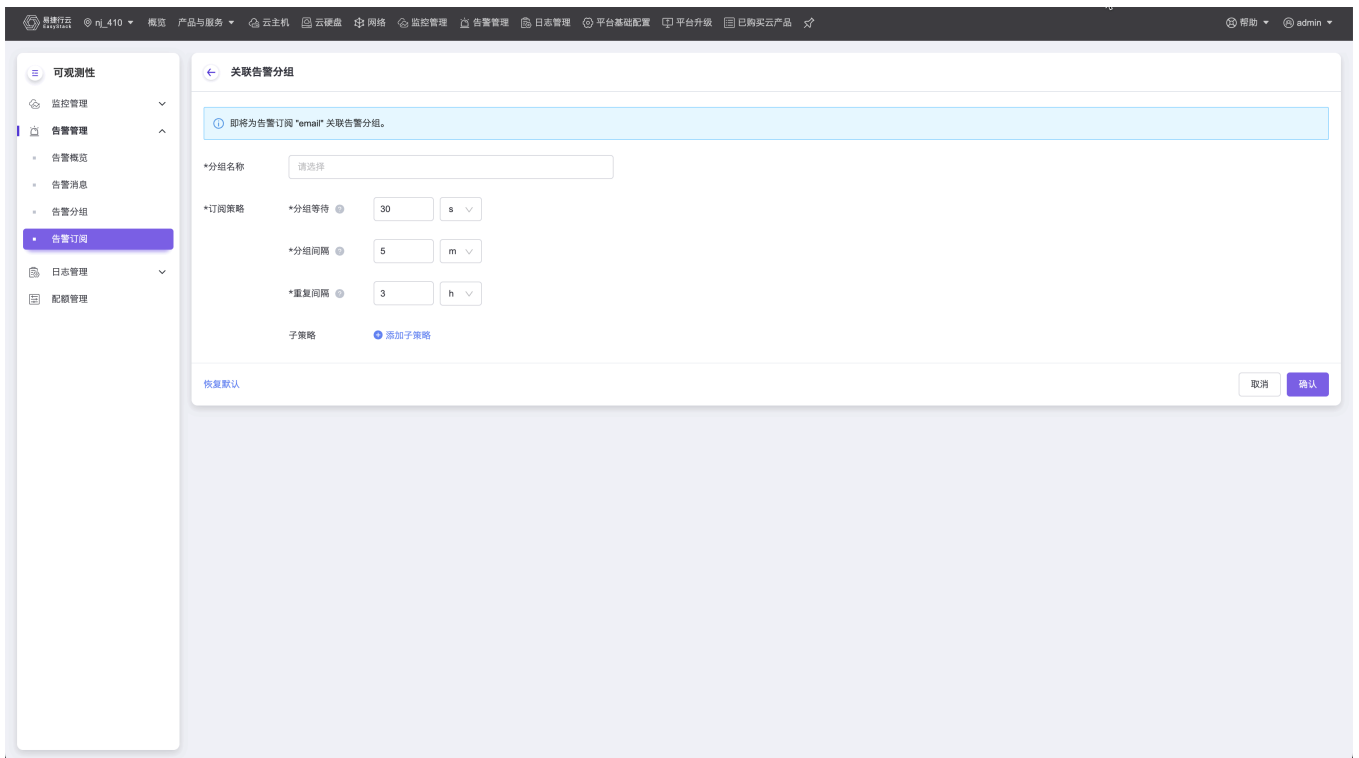 易捷行云 EasyStack nj_410 概览 产品与服务 云主机 云硬盘 网络 监控管理 告警管理 日志管理 平台基础配置 平台升级 已购买云产品 帮助 admin
可观测性
监控管理
告警管理
告警概览
告警消息
告警分组
告警订阅
日志管理
配额管理
关联告警分组
即将为告警订阅 "email" 关联告警分组。
*分组名称 请选择
*订阅策略 *分组等待 30 s
*分组间隔 5 m
*重复间隔 3 h
子策略 添加子策略
恢复默认 取消 确认